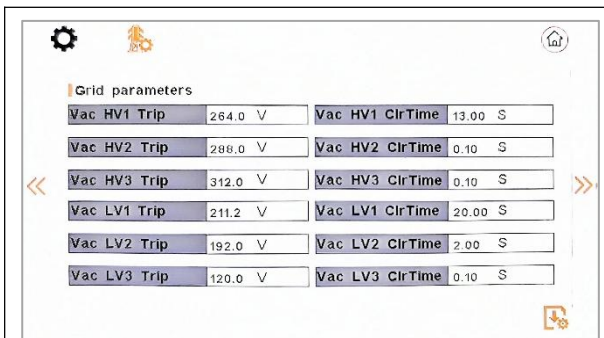 Grid parameters
Vac HV1 Trip 264.0 V Vac HV1 ClrTime 13.00 S
Vac HV2 Trip 288.0 V Vac HV2 ClrTime 0.10 S
Vac HV3 Trip 312.0 V Vac HV3 ClrTime 0.10 S
Vac LV1 Trip 211.2 V Vac LV1 ClrTime 20.00 S
Vac LV2 Trip 192.0 V Vac LV2 ClrTime 2.00 S
Vac LV3 Trip 120.0 V Vac LV3 ClrTime 0.10 S